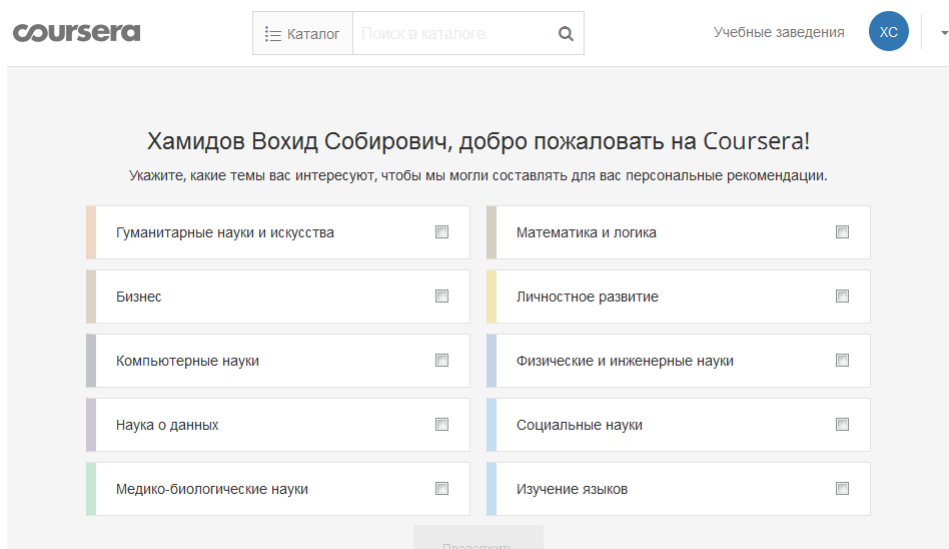 coursera
Каталог
Поиск в каталоге
Учебные заведения
ХС
Хамидов Вохид Собирович, добро пожаловать на Coursera!
Укажите, какие темы вас интересуют, чтобы мы могли составлять для вас персональные рекомендации.
Гуманитарные науки и искусства
Математика и логика
Бизнес
Личностное развитие
Компьютерные науки
Физические и инженерные науки
Наука о данных
Социальные науки
Медико-биологические науки
Изучение языков
Продолжить